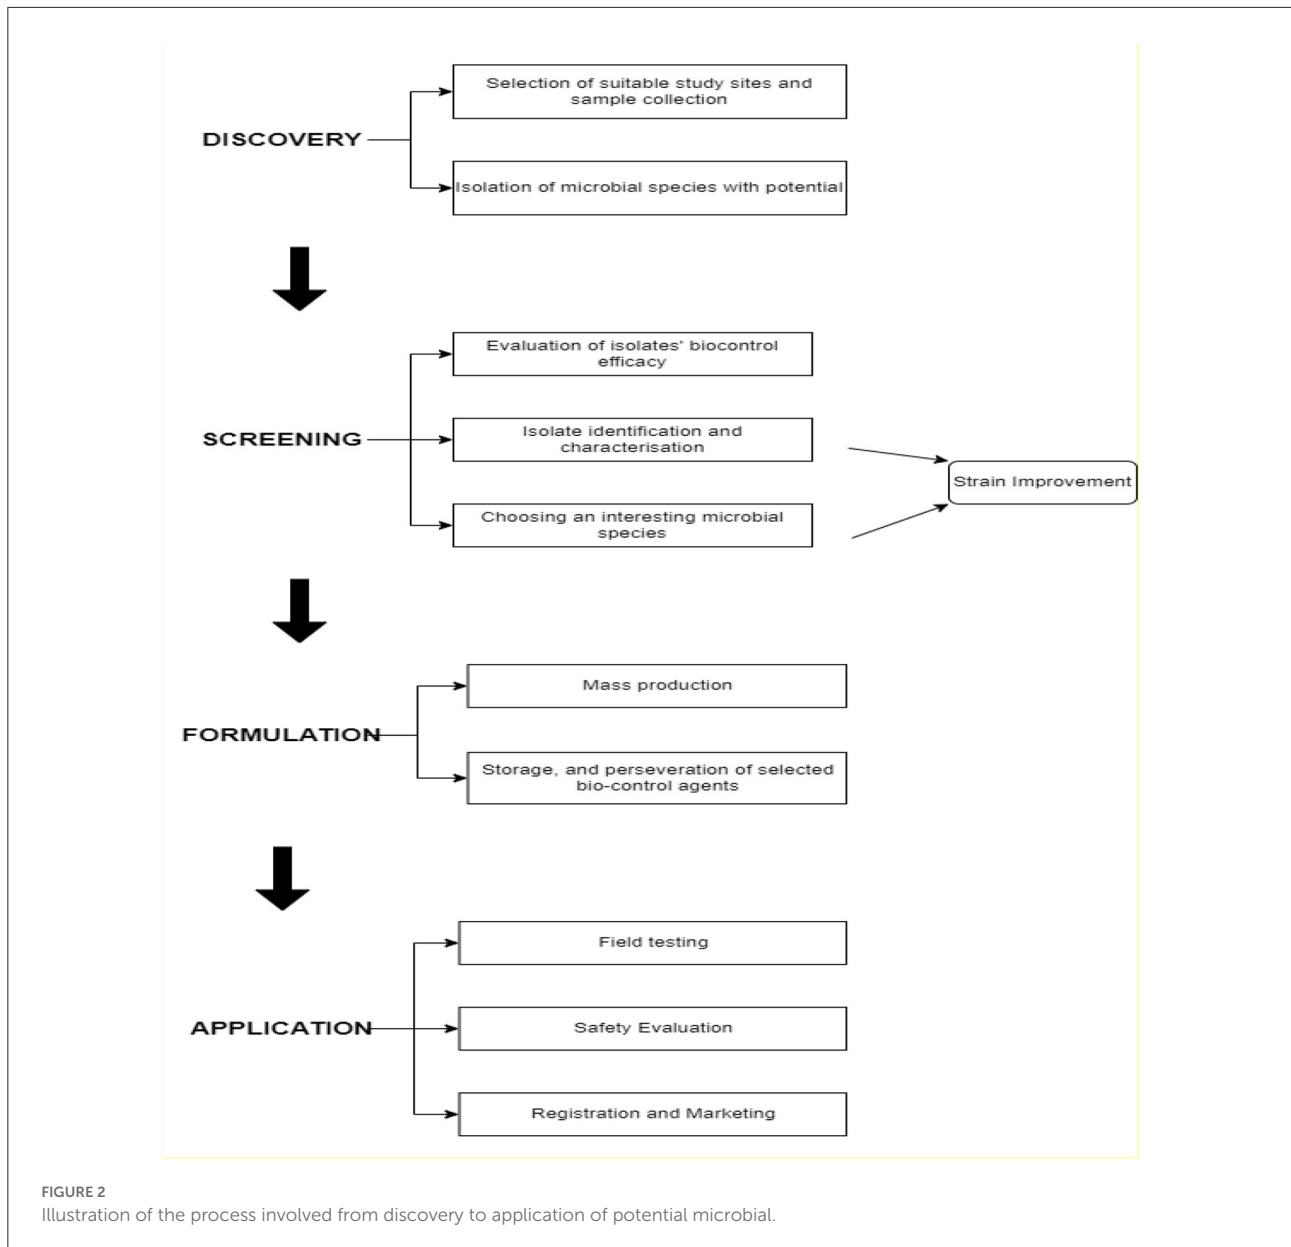 Selection of suitable study sites and
sample collection
DISCOVERY
Isolation of microbial species with potential
Evaluation of isolates' biocontrol
efficacy
SCREENING
Isolate identification and
characterisation
Strain Improvement
Choosing an interesting microbial
species
Mass production
FORMULATION
Storage, and perseveration of selected
bio-control agents
Field testing
APPLICATION
Safety Evaluation
Registration and Marketing
FIGURE 2
Illustration of the process involved from discovery to application of potential microbial.